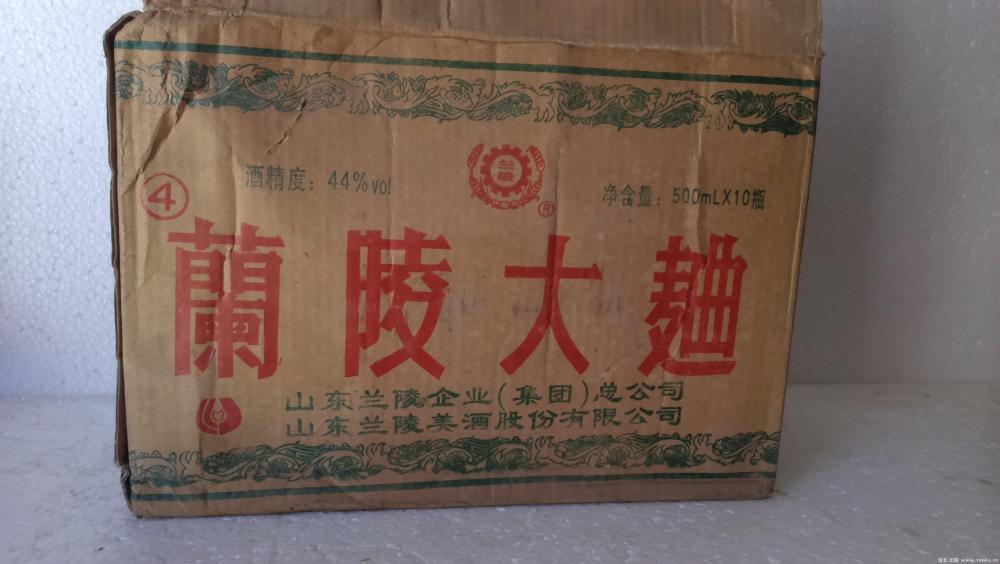 酒精度：44%vol
兰陵
®
净含量：500mLX10瓶
④
蘭陵大麯
山东兰陵企业(集团)总公司
山东兰陵美酒股份有限公司